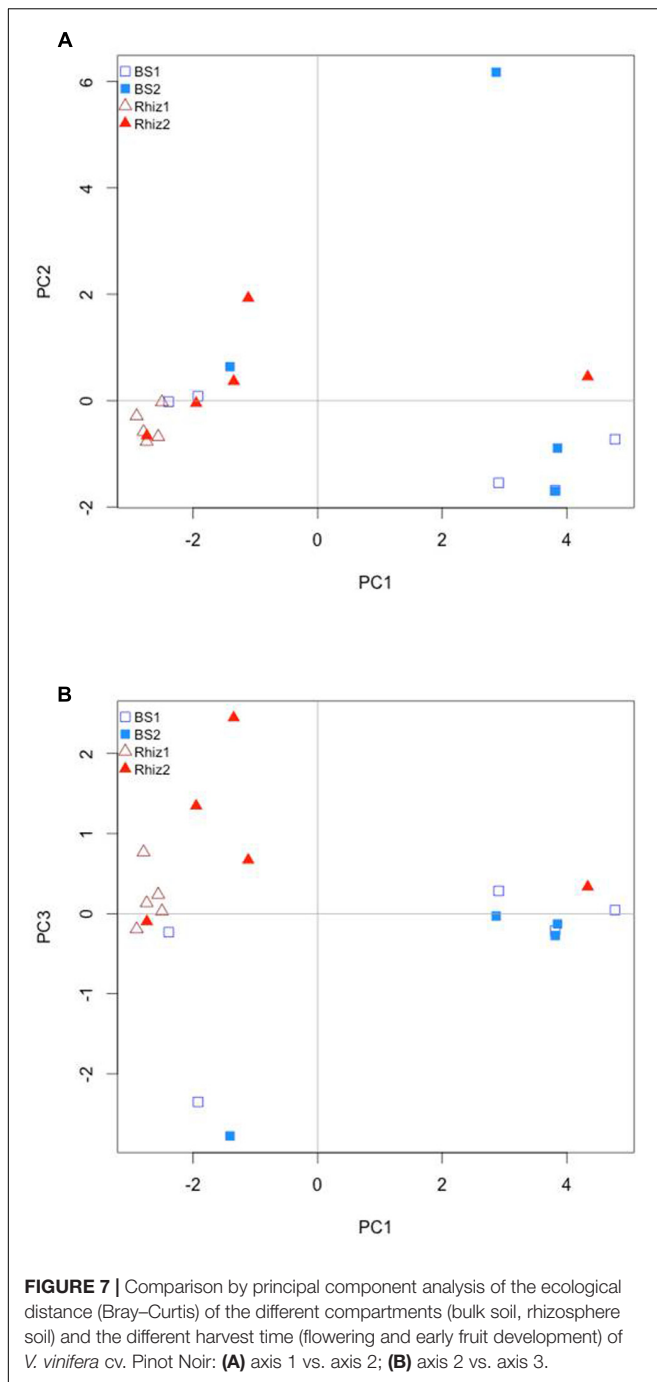 A
BS1
BS2
Rhiz1
Rhiz2
6
4
2
0
-2
PC2
-2
0
2
4
PC1
B
BS1
BS2
Rhiz1
Rhiz2
2
1
0
-1
-2
PC3
-2
0
2
4
PC1
FIGURE 7 | Comparison by principal component analysis of the ecological
distance (Bray–Curtis) of the different compartments (bulk soil, rhizosphere
soil) and the different harvest time (flowering and early fruit development) of
V. vinifera cv. Pinot Noir: (A) axis 1 vs. axis 2; (B) axis 2 vs. axis 3.